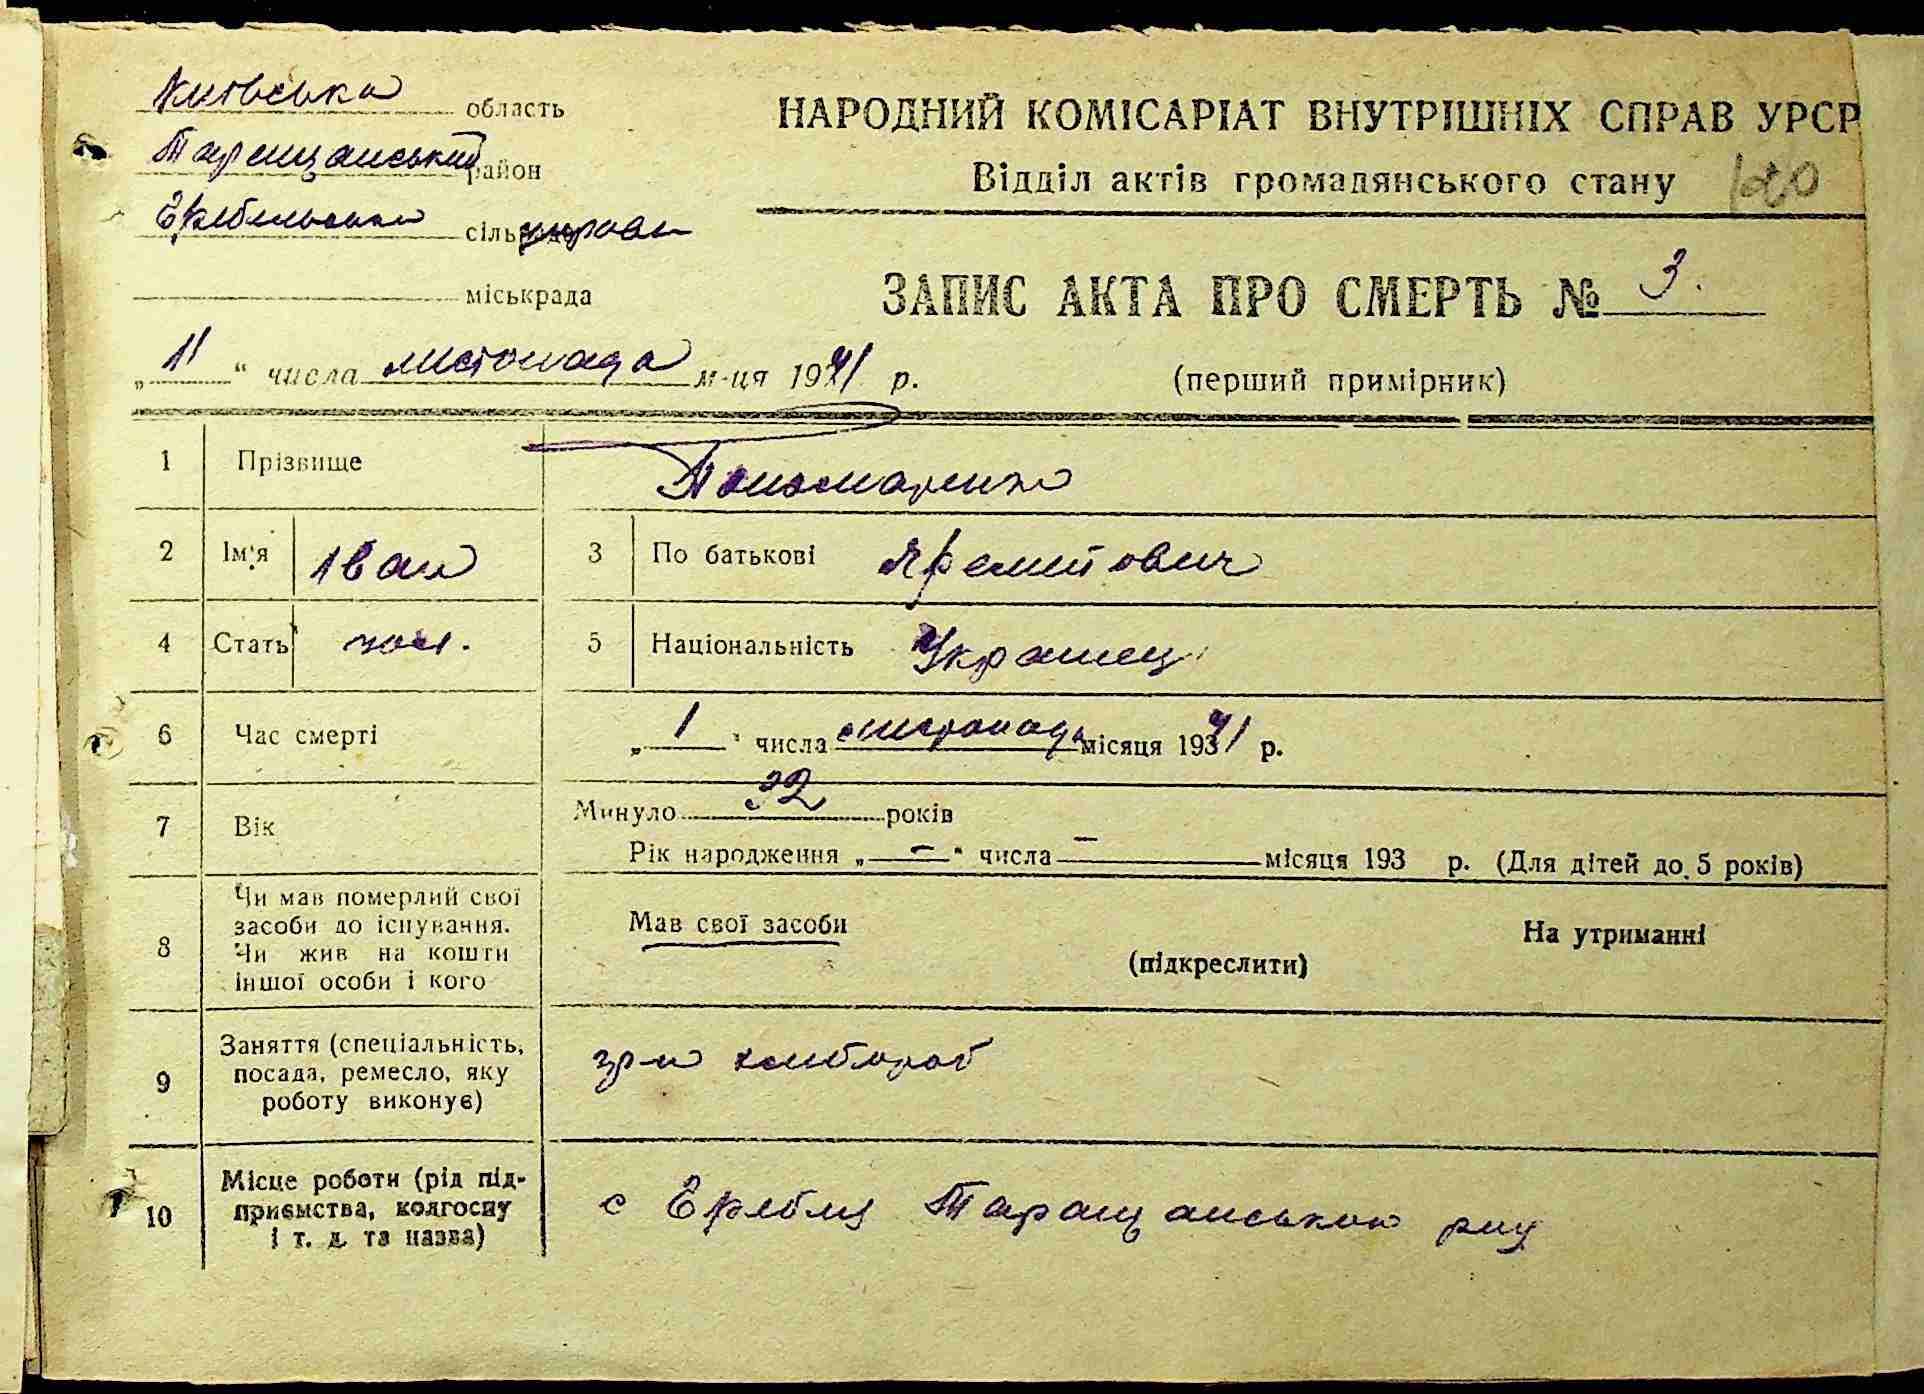 Київська область
НАРОДНИЙ КОМІСАРІАТ ВНУТРІШНІХ СПРАВ УРСР
Таращанський район
Відділ актів громадянського стану 120
сіль управи
міськрада
ЗАПИС АКТА ПРО СМЕРТЬ № 3.
„11“ числа листопада м-ця 1941 р.
(перший примірник)
1 Прізвище Пономаренко
2 Ім'я Іван 3 По батькові
4 Стать чол. 5 Національність Украинец
6 Час смерті „1“ числа листопада місяця 1941 р.
7 Вік Минуло 32 років
Рік народження „—“ числа — місяця 193 р. (Для дітей до 5 років)
8 Чи мав померлий свої засоби до існування. Чи жив на кошти іншої особи і кого
Мав свої засоби
На утриманні
(підкреслити)
9 Заняття (спеціальність, посада, ремесло, яку роботу виконує)
хлібороб
10 Місце роботи (рід підприємства, колгоспу і т. д. та назва)
с Таращанського р-ну